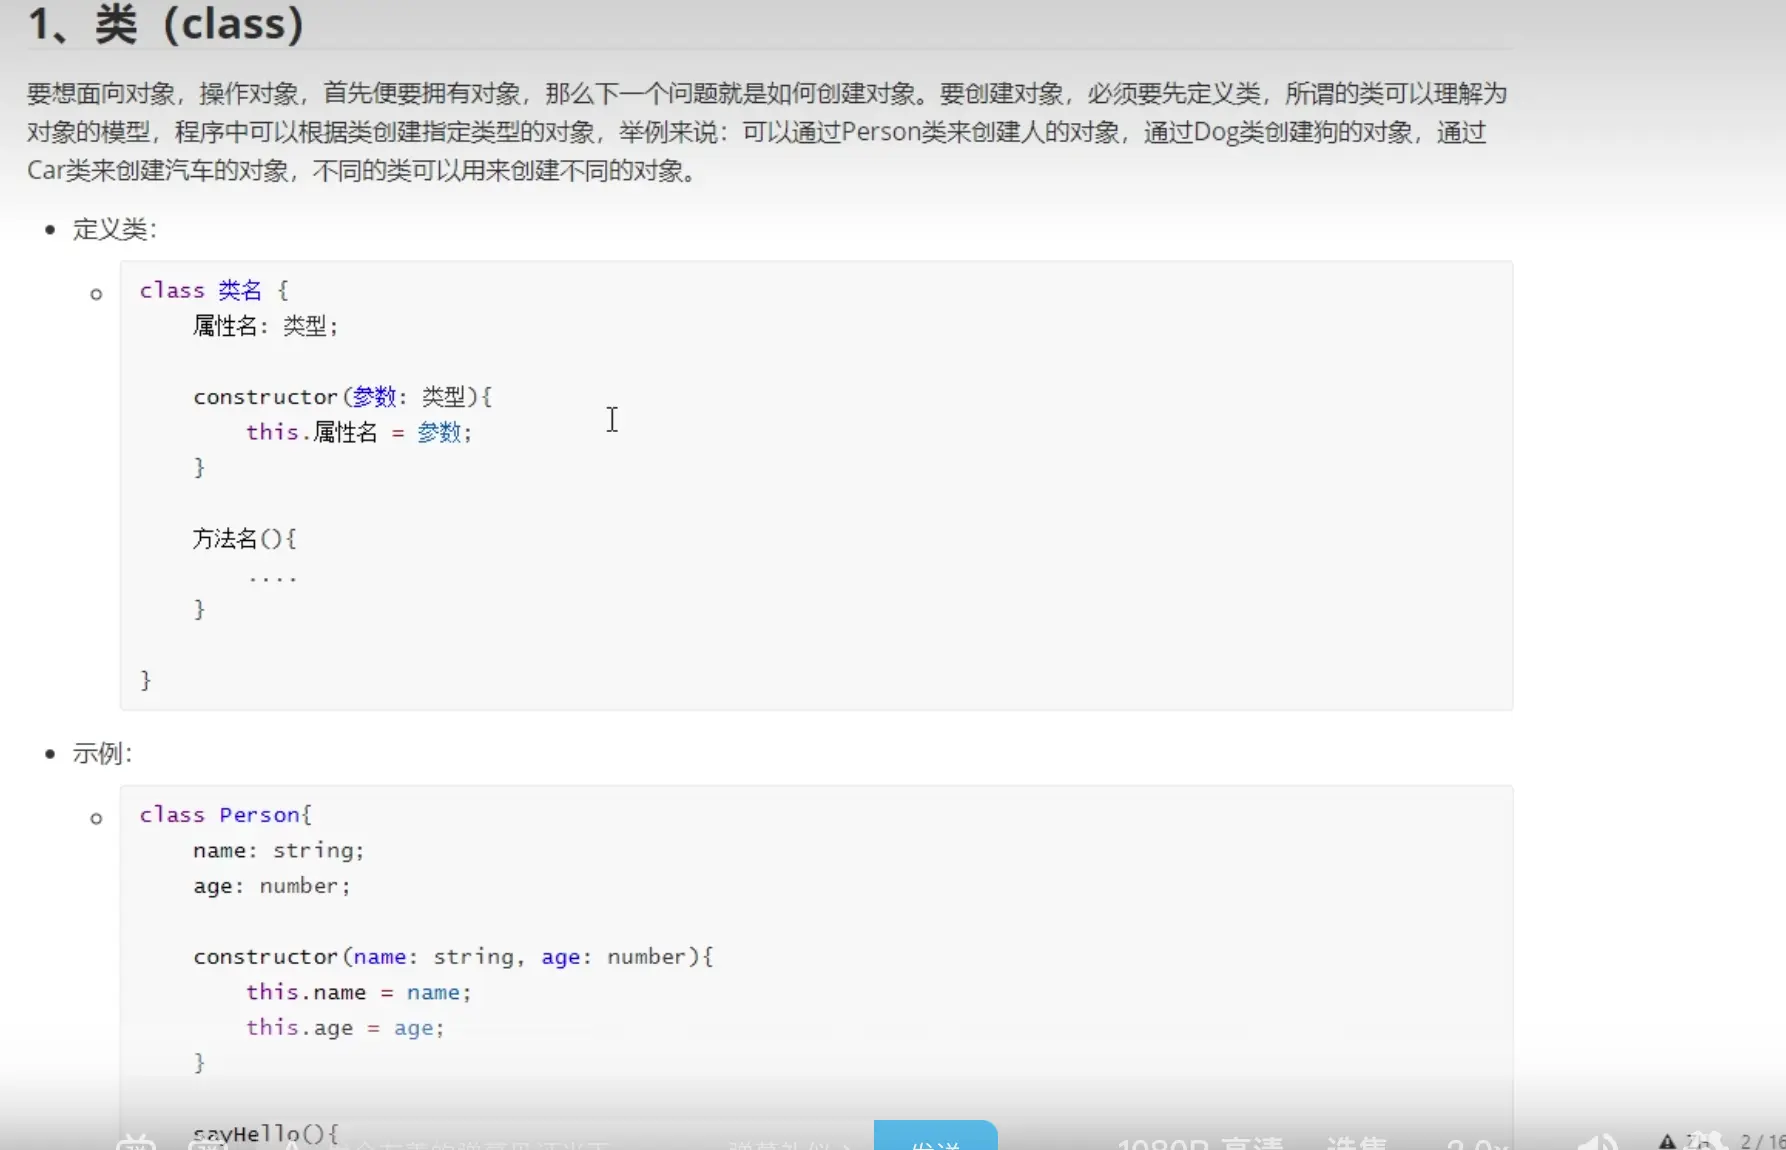 1、类（class）
要想面向对象，操作对象，首先便要拥有对象，那么下一个问题就是如何创建对象。要创建对象，必须要先定义类，所谓的类可以理解为
对象的模型，程序中可以根据类创建指定类型的对象，举例来说：可以通过Person类来创建人的对象，通过Dog类创建狗的对象，通过
Car类来创建汽车的对象，不同的类可以用来创建不同的对象。
定义类：
class 类名 {
属性名: 类型;
constructor(参数: 类型){
this.属性名 = 参数;
}
方法名(){
....
}
}
示例：
class Person{
name: string;
age: number;
constructor(name: string, age: number){
this.name = name;
this.age = age;
}
sayHello(){
发送
1080P 高清
选集
2.0x
2 / 16